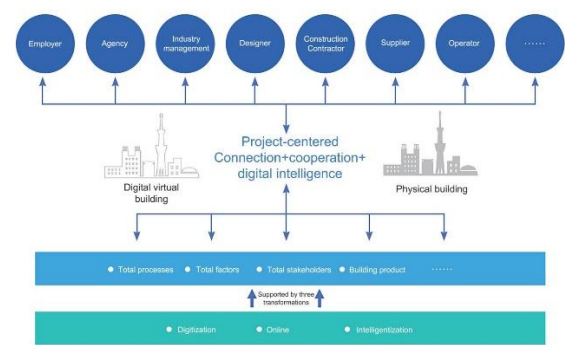 Employer
Agency
Industry
management
Designer
Construction
Contractor
Supplier
Operator
······
Project-centered
Connection+cooperation+
digital intelligence
Digital virtual
building
Physical building
Total processes
Total factors
Total stakeholders
Building product
······
Supported by three
transformations
Digitization
Online
Intelligentization